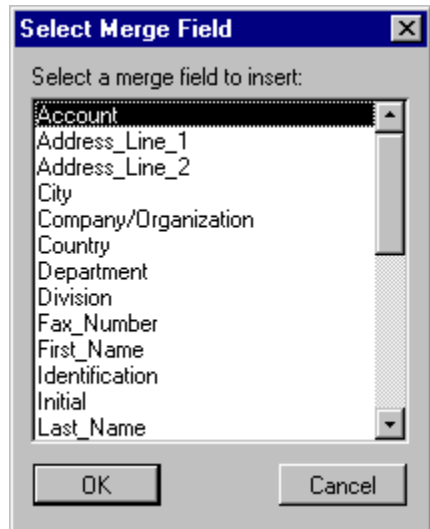 Select Merge Field
Select a merge field to insert:
Account
Address_Line_1
Address_Line_2
City
Company/Organization
Country
Department
Division
Fax_Number
First_Name
Identification
Initial
Last_Name
OK Cancel